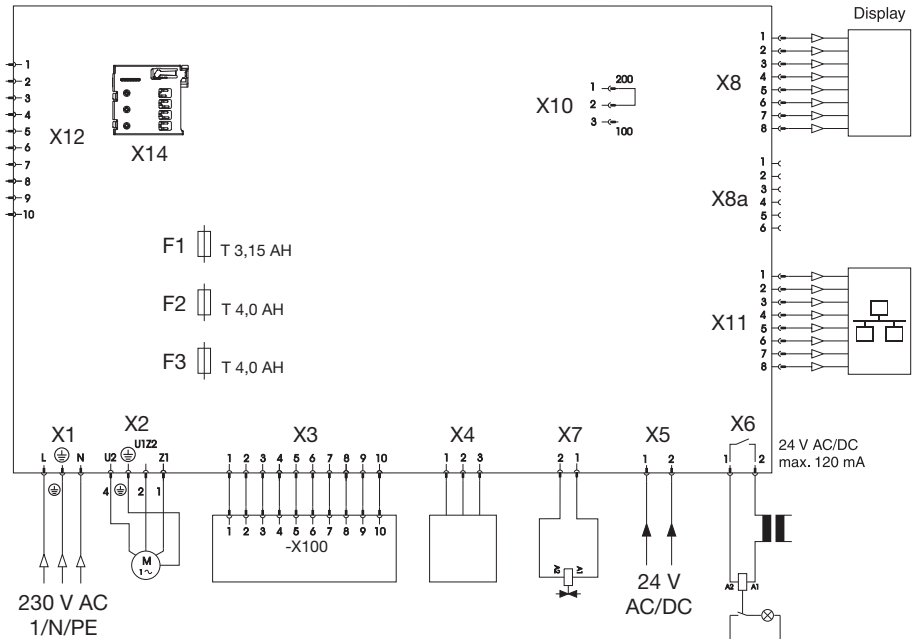 Display
X8
1
2
3
4
5
6
7
8
X12
1
2
3
4
5
6
7
8
9
10
X14
X10
1
200
2
3
100
X8a
1
2
3
4
5
6
F1 T 3,15 AH
F2 T 4,0 AH
F3 T 4,0 AH
X11
1
2
3
4
5
6
7
8
X1 X2 X3 X4 X7 X5 X6
L N
U2 U1Z2 Z1
1 2 3 4 5 6 7 8 9 10
1 2 3
2 1
1 2
1 2
24 V AC/DC
max. 120 mA
4 2 1
1 2 3 4 5 6 7 8 9 10
-X100
M
1~
A2 A1
A2 A1
230 V AC
1/N/PE
24 V
AC/DC